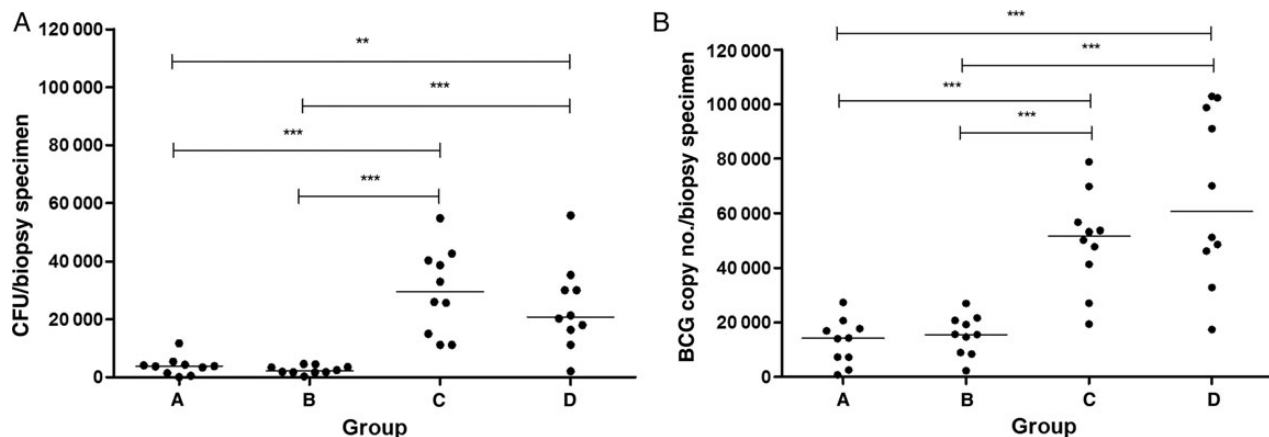 A
CFU/biopsy specimen
120 000
100 000
80 000
60 000
40 000
20 000
0
**
***
***
***
A B C D
Group
B
BCG copy no./biopsy specimen
120 000
100 000
80 000
60 000
40 000
20 000
0
***
***
***
***
A B C D
Group